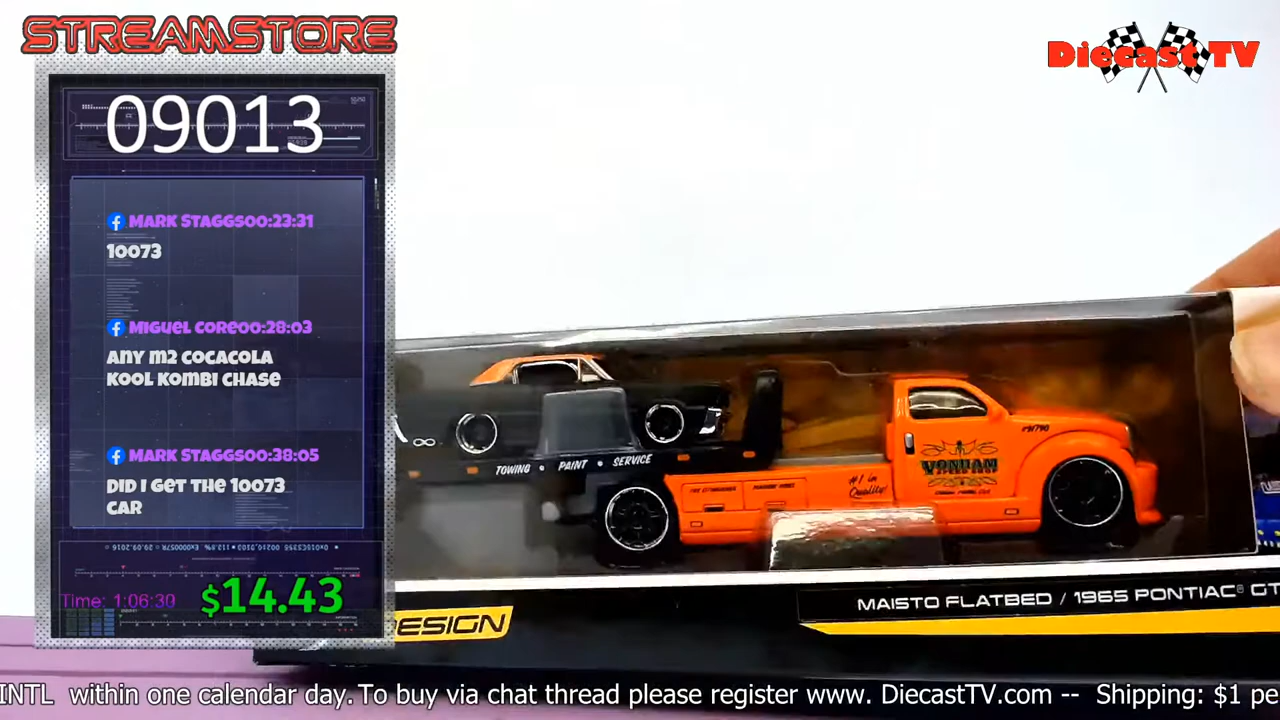 STREAMSTORE
Diecast TV
09013
MARK STAGGS00:23:31
10073
MIGUEL CORE00:28:03
ANY M2 COCACOLA
KOOL KOMBI CHASE
MARK STAGGS00:38:05
DID I GET THE 10073
CAR
Time: 1:06:30
$14.43
TOWING • PAINT • SERVICE
#1 in
Quality!
VONHAM
ESIGN
MAISTO FLATBED / 1965 PONTIAC® GT
INTL within one calendar day. To buy via chat thread please register www. DiecastTV.com -- Shipping: $1 pe